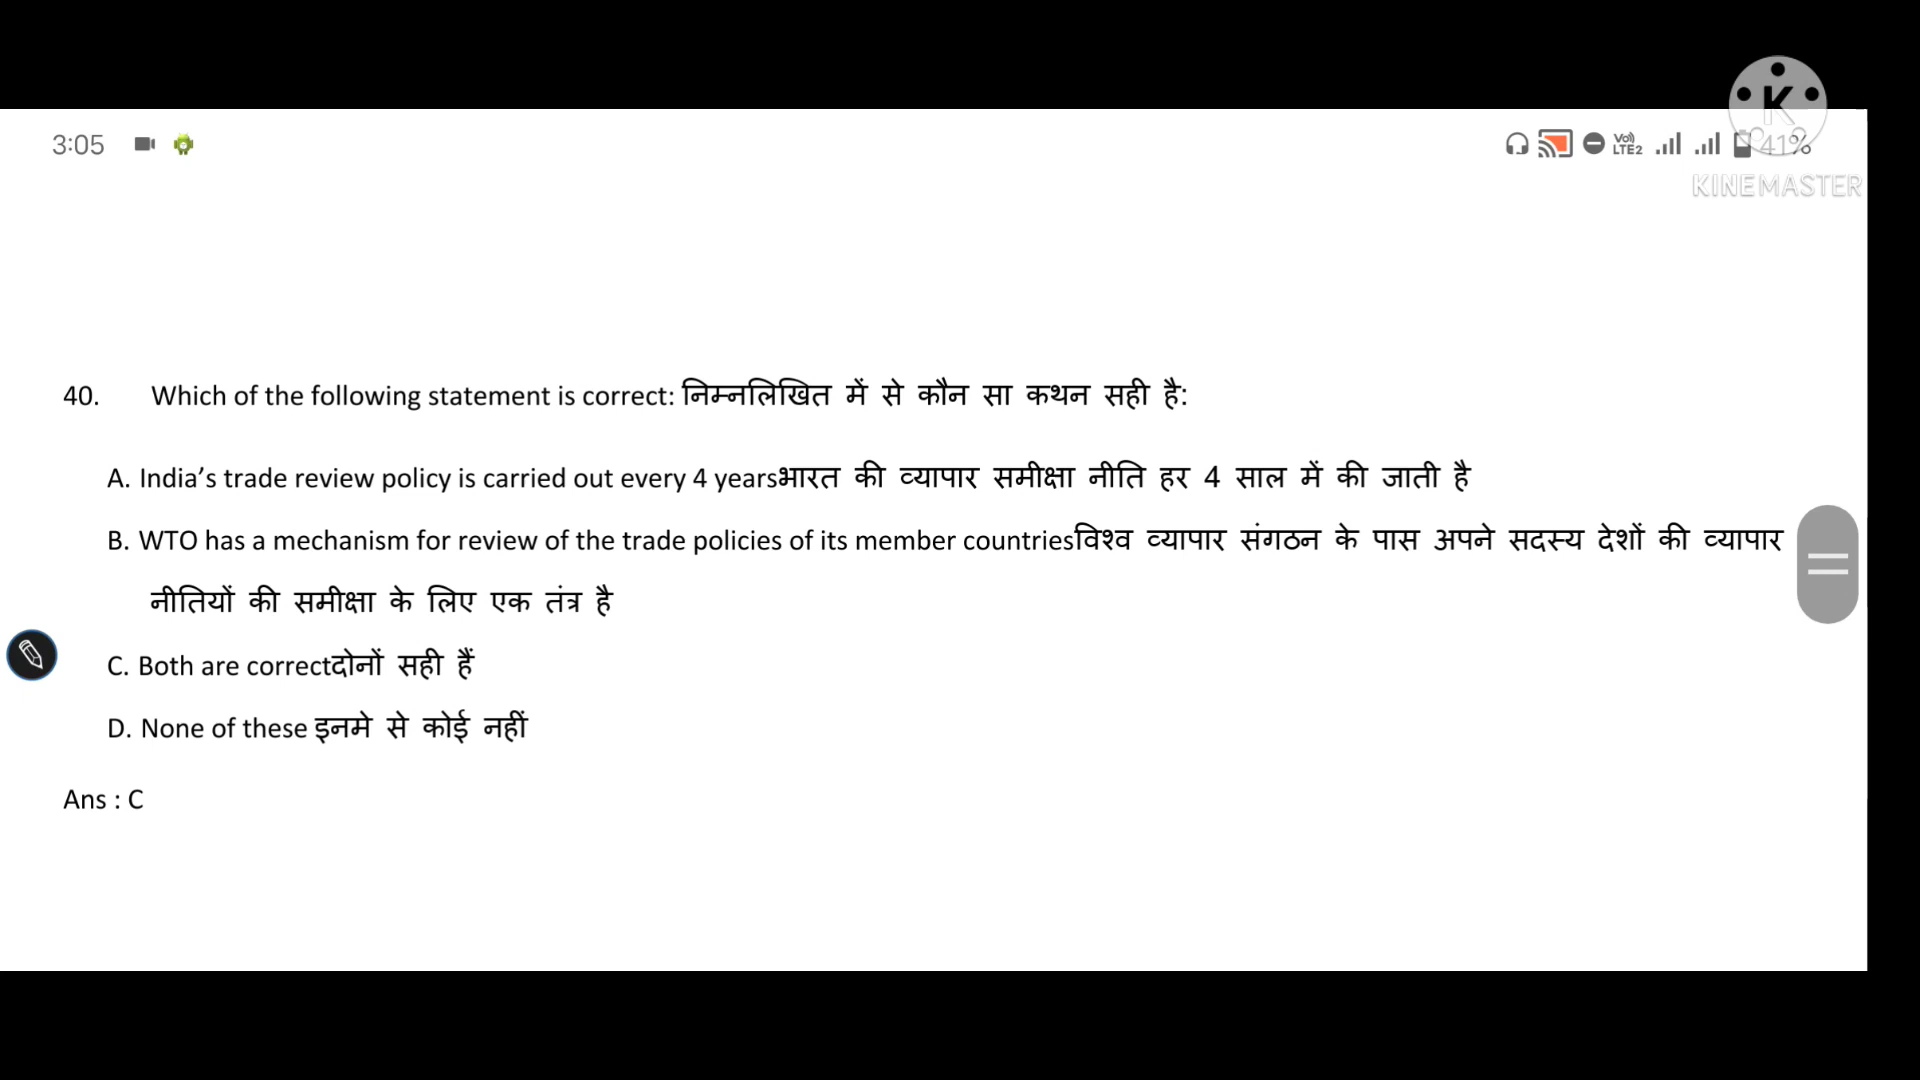 3:05
Vo) LTE2 41%
K
KINEMASTER
40. Which of the following statement is correct: निम्नलिखित में से कौन सा कथन सही है:
A. India’s trade review policy is carried out every 4 yearsभारत की व्यापार समीक्षा नीति हर 4 साल में की जाती है
B. WTO has a mechanism for review of the trade policies of its member countriesविश्व व्यापार संगठन के पास अपने सदस्य देशों की व्यापार
नीतियों की समीक्षा के लिए एक तंत्र है
C. Both are correctदोनों सही हैं
D. None of these इनमे से कोई नहीं
Ans : C